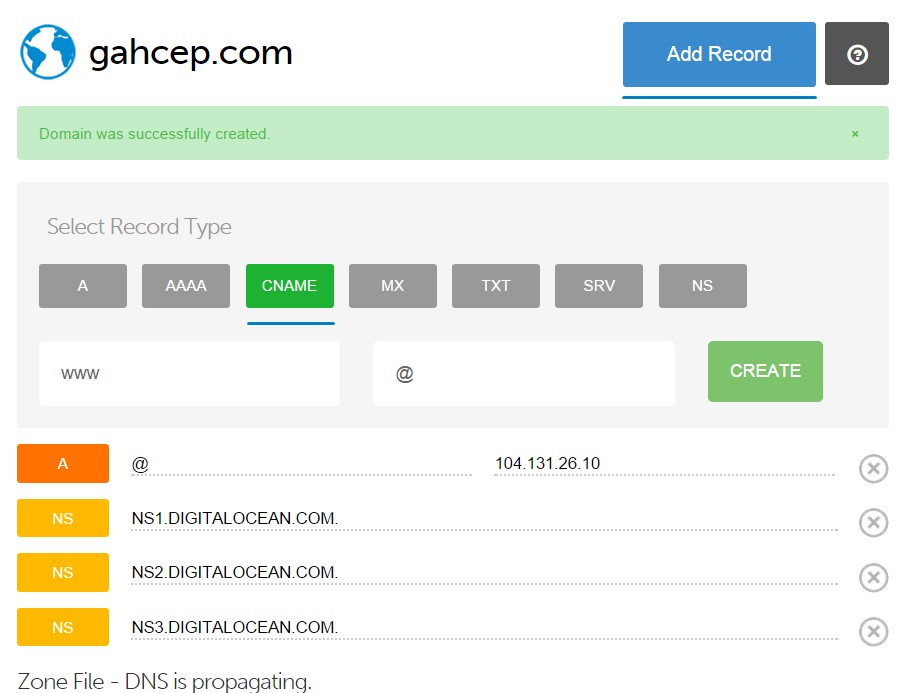 gahcep.com
Add Record
?
Domain was successfully created.
×
Select Record Type
A AAAA CNAME MX TXT SRV NS
www @ CREATE
A @ 104.131.26.10
NS NS1.DIGITALOCEAN.COM.
NS NS2.DIGITALOCEAN.COM.
NS NS3.DIGITALOCEAN.COM.
Zone File - DNS is propagating.